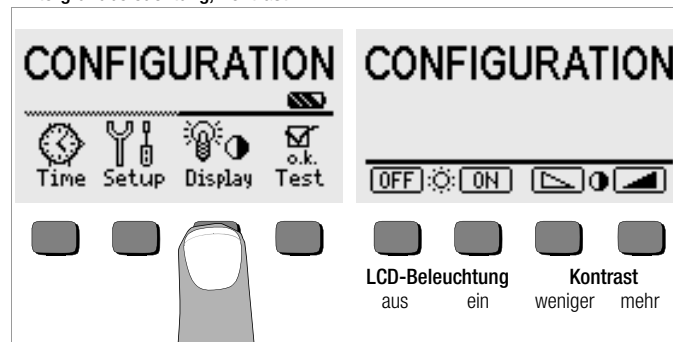 CONFIGURATION
Time Setup Display o.k. Test
CONFIGURATION
OFF ON
LCD-Beleuchtung Kontrast
aus ein weniger mehr